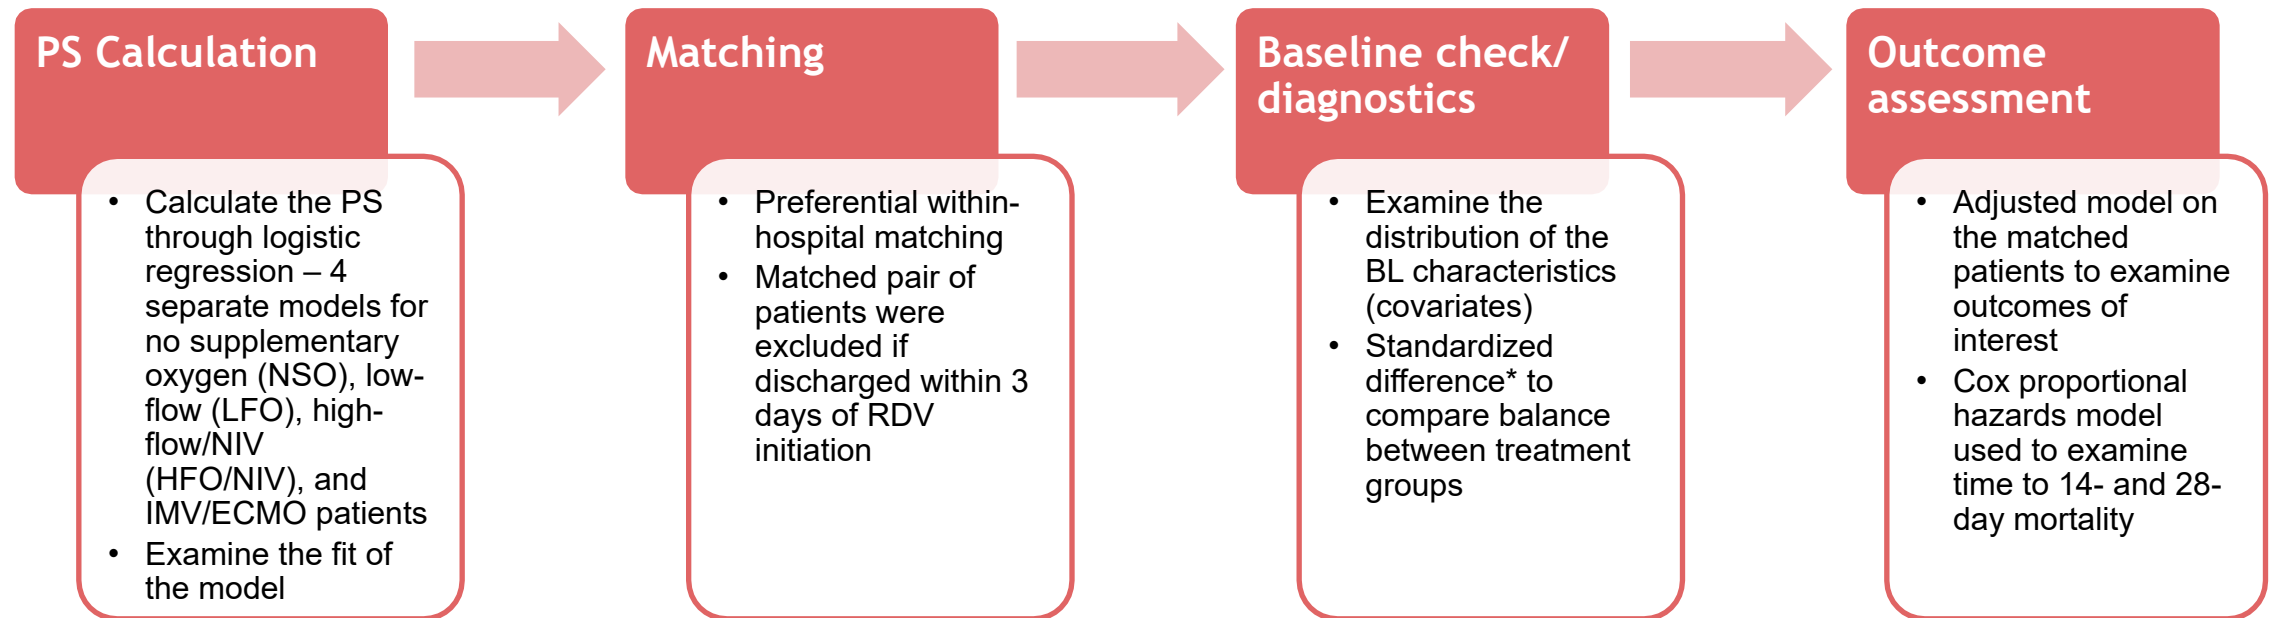 PS Calculation
• Calculate the PS
through logistic
regression – 4
separate models for
no supplementary
oxygen (NSO), low-
flow (LFO), high-
flow/NIV
(HFO/NIV), and
IMV/ECMO patients
• Examine the fit of
the model
Matching
• Preferential within-
hospital matching
• Matched pair of
patients were
excluded if
discharged within 3
days of RDV
initiation
Baseline check/
diagnostics
• Examine the
distribution of the
BL characteristics
(covariates)
• Standardized
difference* to
compare balance
between treatment
groups
Outcome
assessment
• Adjusted model on
the matched
patients to examine
outcomes of
interest
• Cox proportional
hazards model
used to examine
time to 14- and 28-
day mortality